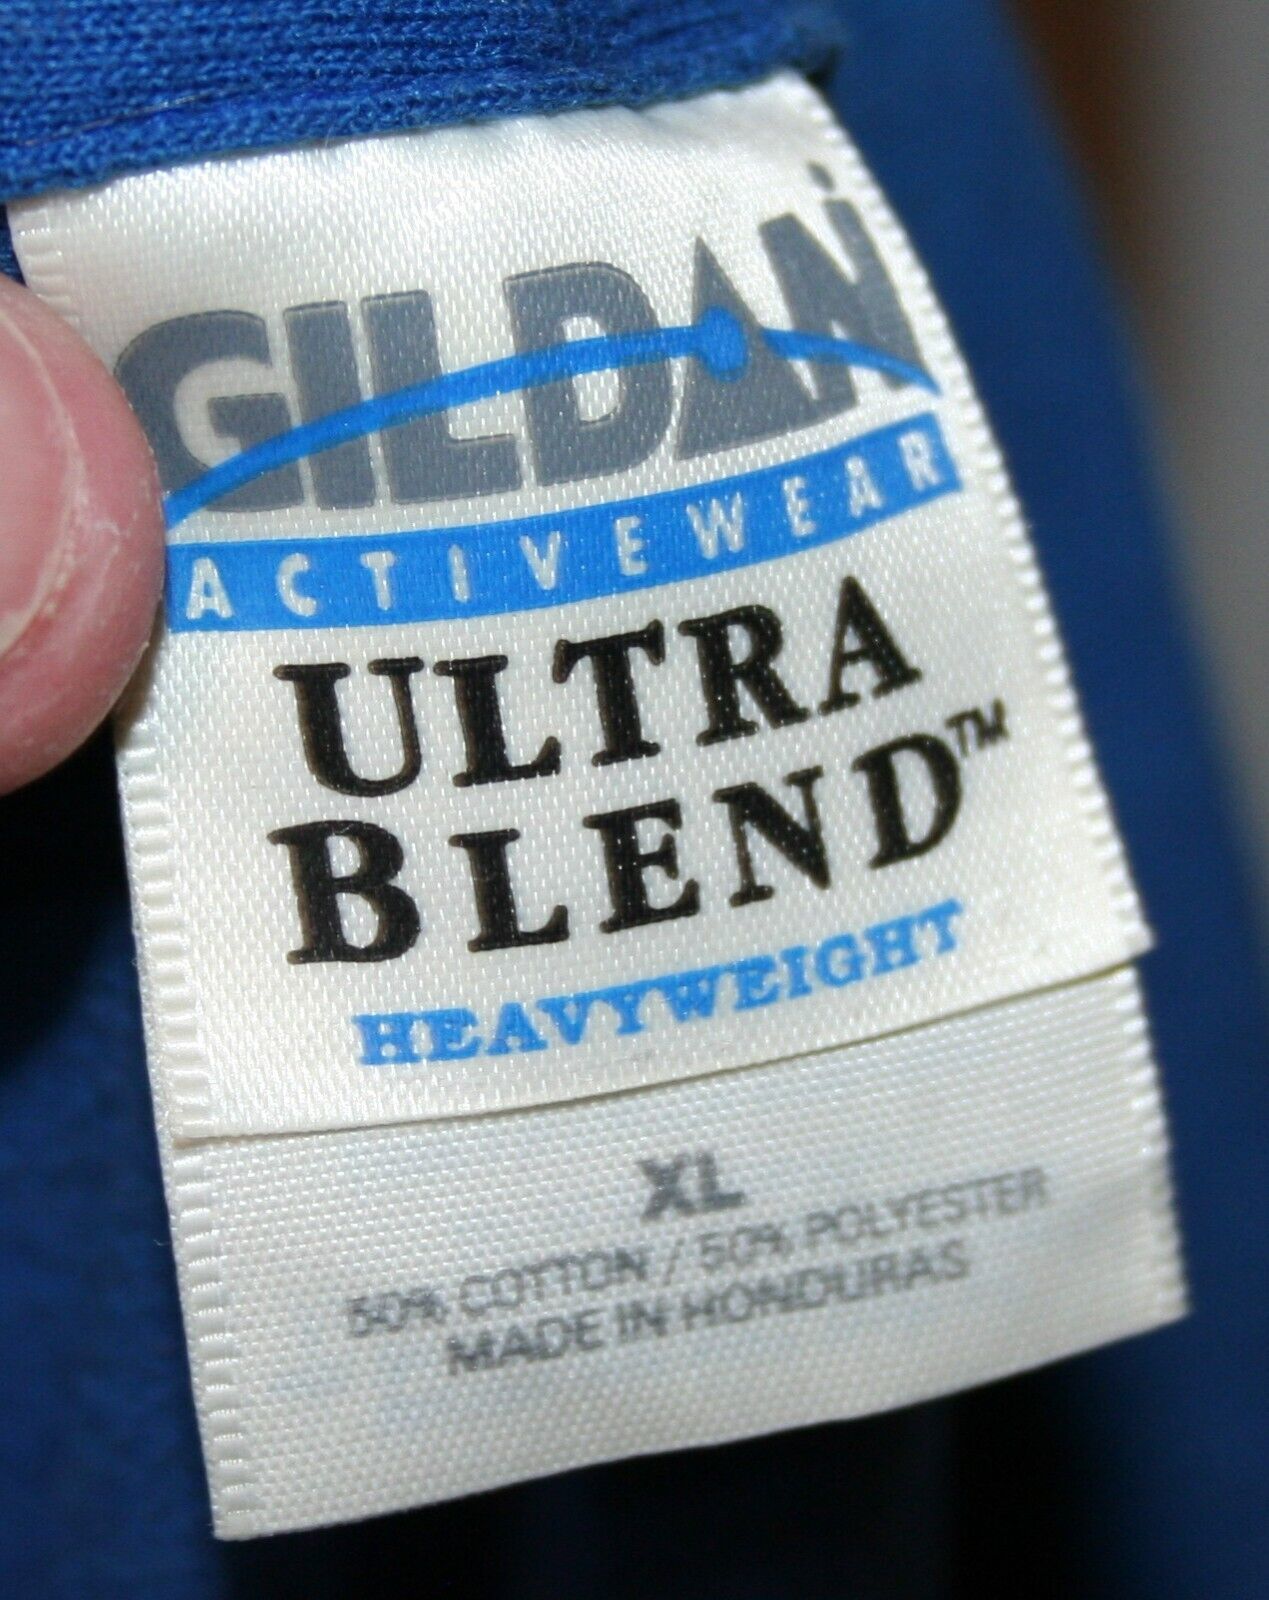 GILDAN
ACTIVEWEAR
ULTRA
BLEND™
HEAVYWEIGHT
XL
50% COTTON / 50% POLYESTER
MADE IN HONDURAS